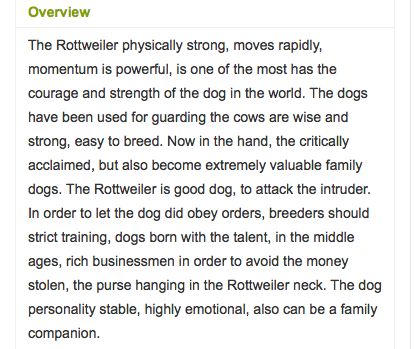 Overview
The Rottweiler physically strong, moves rapidly,
momentum is powerful, is one of the most has the
courage and strength of the dog in the world. The dogs
have been used for guarding the cows are wise and
strong, easy to breed. Now in the hand, the critically
acclaimed, but also become extremely valuable family
dogs. The Rottweiler is good dog, to attack the intruder.
In order to let the dog did obey orders, breeders should
strict training, dogs born with the talent, in the middle
ages, rich businessmen in order to avoid the money
stolen, the purse hanging in the Rottweiler neck. The dog
personality stable, highly emotional, also can be a family
companion.